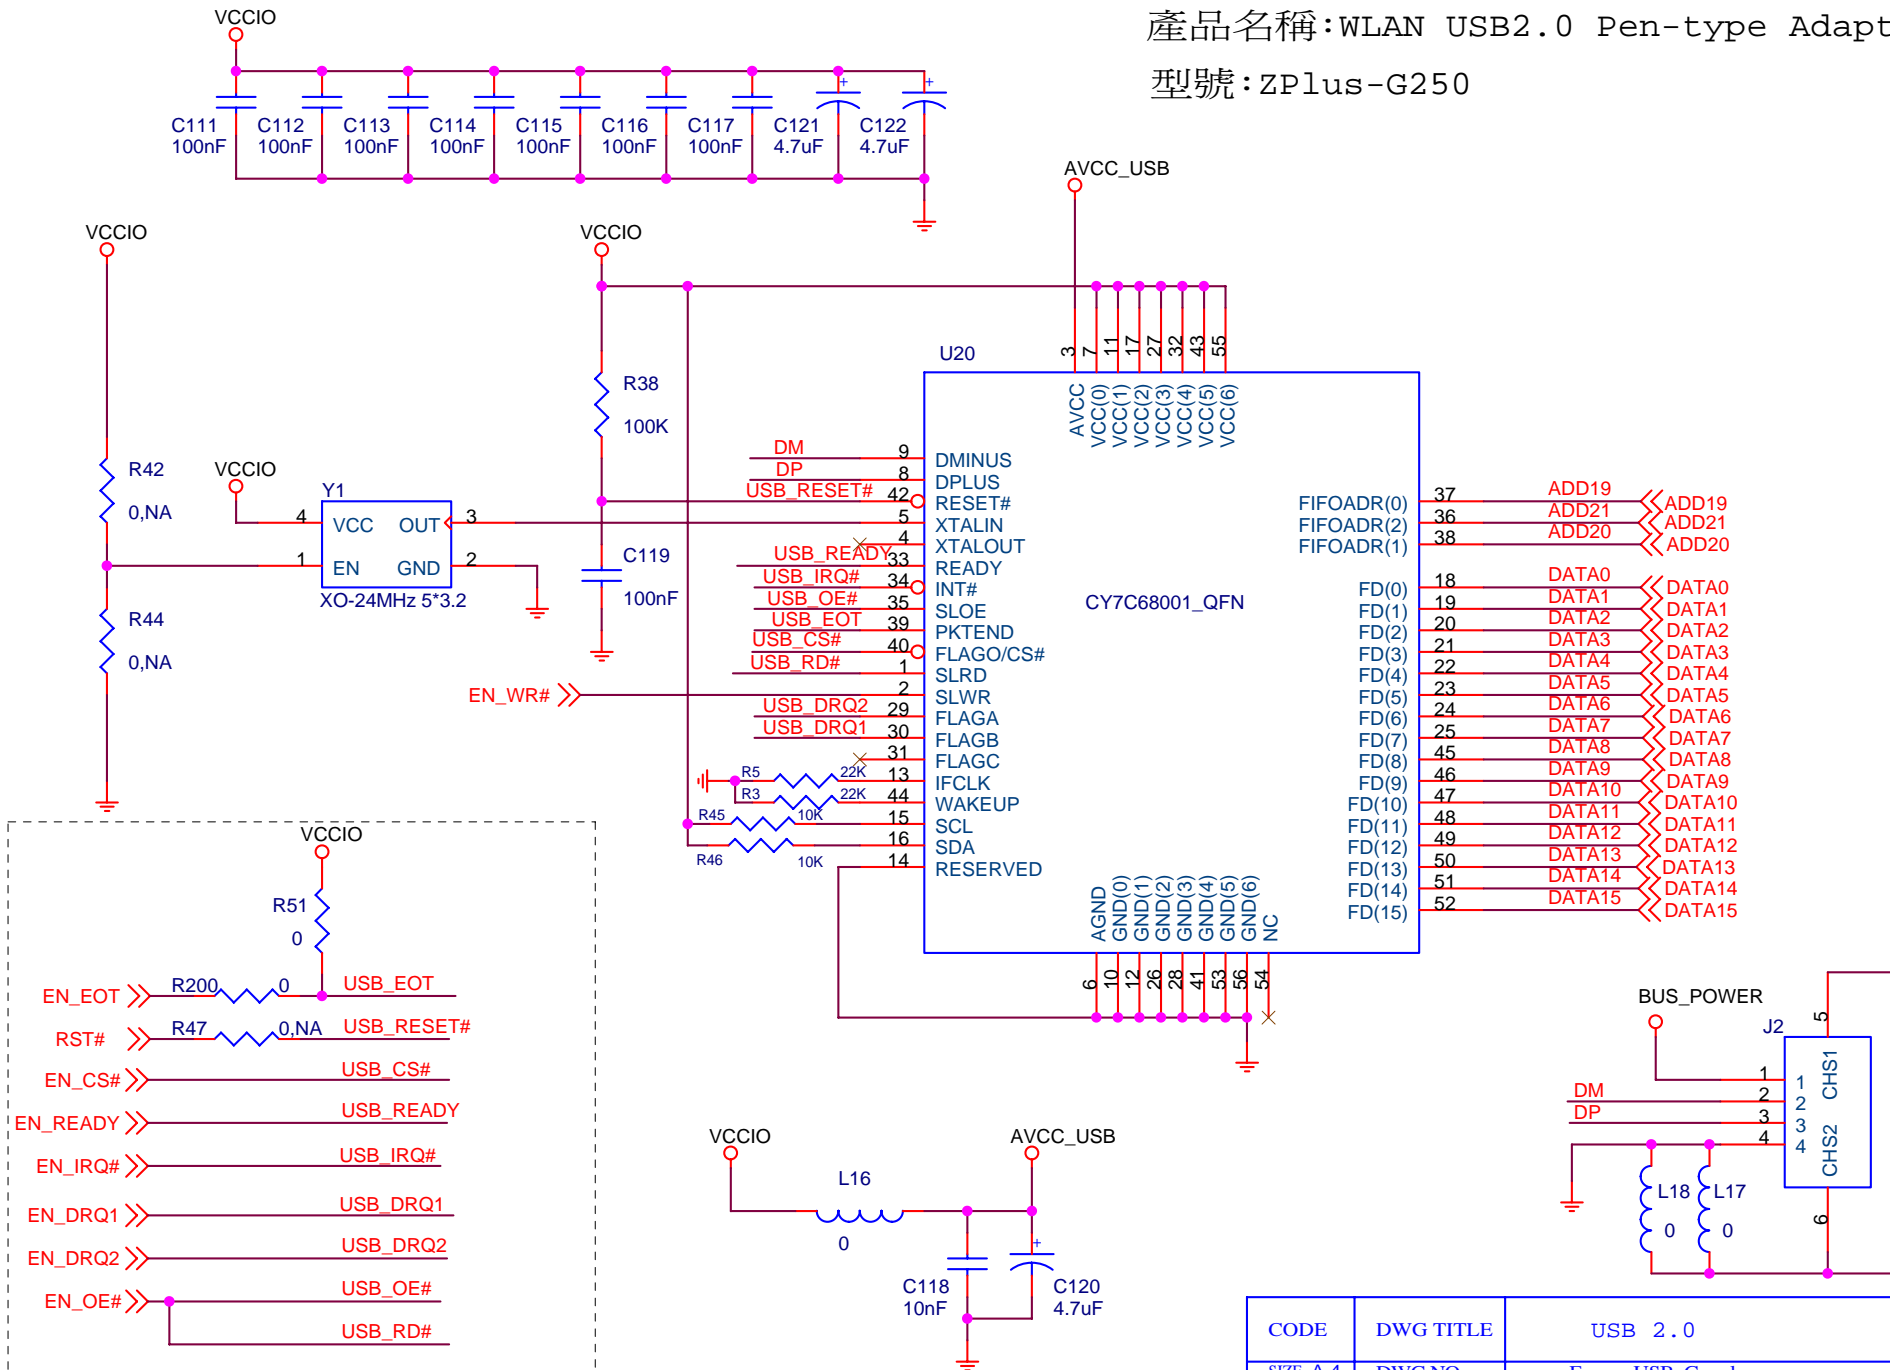 產品名稱:WLAN USB2.0 Pen-type Adapt
型號:ZPlus-G250
VCCIO
C111 C112 C113 C114 C115 C116 C117 C121 C122
100nF 100nF 100nF 100nF 100nF 100nF 100nF 4.7uF 4.7uF
+ +
AVCC_USB
VCCIO
VCCIO
R42
0,NA
R44
0,NA
VCCIO
Y1
4 VCC OUT 3
1 EN GND 2
XO-24MHz 5*3.2
R38
100K
C119
100nF
U20
CY7C68001_QFN
3 7 11 17 27 32 43 55
AVCC VCC(0) VCC(1) VCC(2) VCC(3) VCC(4) VCC(5) VCC(6)
DM 9 DMINUS
DP 8 DPLUS
USB_RESET# 42 RESET#
5 XTALIN
4 XTALOUT
USB_READY 33 READY
USB_IRQ# 34 INT#
USB_OE# 35 SLOE
USB_EOT 39 PKTEND
USB_CS# 40 FLAGO/CS#
USB_RD# 1 SLRD
EN_WR# 2 SLWR
USB_DRQ2 29 FLAGA
USB_DRQ1 30 FLAGB
31 FLAGC
R5 22K 13 IFCLK
R3 22K 44 WAKEUP
R45 10K 15 SCL
R46 10K 16 SDA
14 RESERVED
FIFOADR(0) 37 ADD19 ADD19
FIFOADR(2) 36 ADD21 ADD21
FIFOADR(1) 38 ADD20 ADD20
FD(0) 18 DATA0 DATA0
FD(1) 19 DATA1 DATA1
FD(2) 20 DATA2 DATA2
FD(3) 21 DATA3 DATA3
FD(4) 22 DATA4 DATA4
FD(5) 23 DATA5 DATA5
FD(6) 24 DATA6 DATA6
FD(7) 25 DATA7 DATA7
FD(8) 45 DATA8 DATA8
FD(9) 46 DATA9 DATA9
FD(10) 47 DATA10 DATA10
FD(11) 48 DATA11 DATA11
FD(12) 49 DATA12 DATA12
FD(13) 50 DATA13 DATA13
FD(14) 51 DATA14 DATA14
FD(15) 52 DATA15 DATA15
AGND GND(0) GND(1) GND(2) GND(3) GND(4) GND(5) GND(6) NC
6 10 12 26 28 41 53 56 54
VCCIO
R51
0
EN_EOT R200 0 USB_EOT
RST# R47 0,NA USB_RESET#
EN_CS# USB_CS#
EN_READY USB_READY
EN_IRQ# USB_IRQ#
EN_DRQ1 USB_DRQ1
EN_DRQ2 USB_DRQ2
EN_OE# USB_OE#
USB_RD#
VCCIO AVCC_USB
L16
0
+
C118 C120
10nF 4.7uF
BUS_POWER
J2
5
1 1 CHS1
DM 2 2
DP 3 3
4 4 CHS2
6
L18 L17
0 0
CODE DWG TITLE USB 2.0